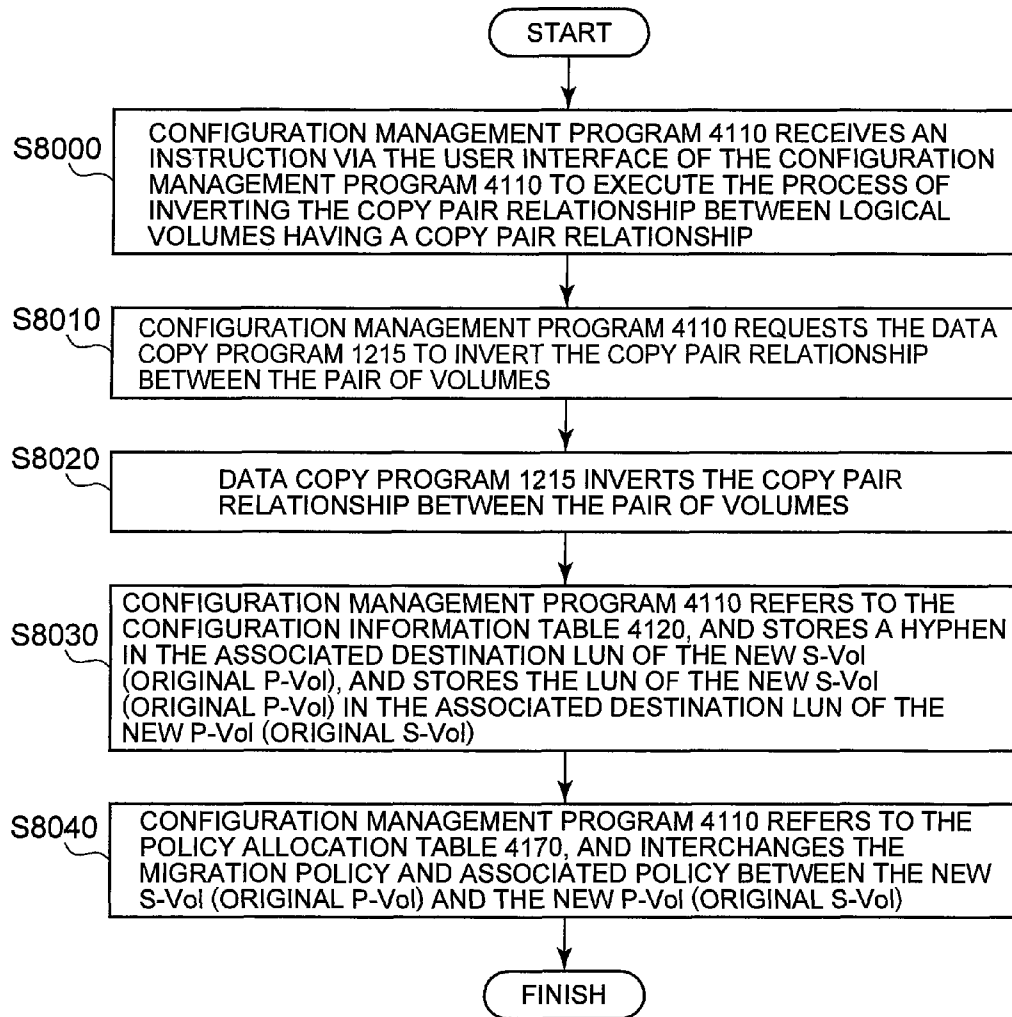 START
S8000
CONFIGURATION MANAGEMENT PROGRAM 4110 RECEIVES AN
INSTRUCTION VIA THE USER INTERFACE OF THE CONFIGURATION
MANAGEMENT PROGRAM 4110 TO EXECUTE THE PROCESS OF
INVERTING THE COPY PAIR RELATIONSHIP BETWEEN LOGICAL
VOLUMES HAVING A COPY PAIR RELATIONSHIP
S8010
CONFIGURATION MANAGEMENT PROGRAM 4110 REQUESTS THE DATA
COPY PROGRAM 1215 TO INVERT THE COPY PAIR RELATIONSHIP
BETWEEN THE PAIR OF VOLUMES
S8020
DATA COPY PROGRAM 1215 INVERTS THE COPY PAIR
RELATIONSHIP BETWEEN THE PAIR OF VOLUMES
S8030
CONFIGURATION MANAGEMENT PROGRAM 4110 REFERS TO THE
CONFIGURATION INFORMATION TABLE 4120, AND STORES A HYPHEN
IN THE ASSOCIATED DESTINATION LUN OF THE NEW S-Vol
(ORIGINAL P-Vol), AND STORES THE LUN OF THE NEW S-Vol
(ORIGINAL P-Vol) IN THE ASSOCIATED DESTINATION LUN OF THE
NEW P-Vol (ORIGINAL S-Vol)
S8040
CONFIGURATION MANAGEMENT PROGRAM 4110 REFERS TO THE
POLICY ALLOCATION TABLE 4170, AND INTERCHANGES THE
MIGRATION POLICY AND ASSOCIATED POLICY BETWEEN THE NEW
S-Vol (ORIGINAL P-Vol) AND THE NEW P-Vol (ORIGINAL S-Vol)
FINISH